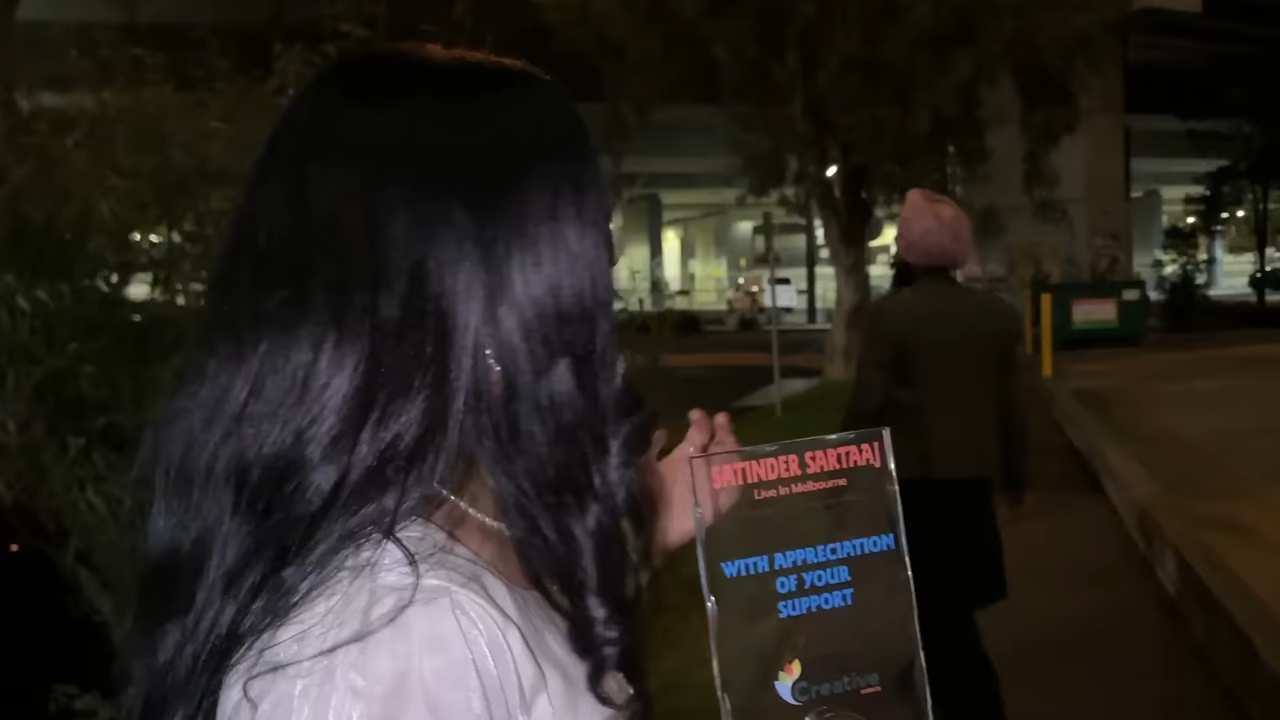 SATINDER SARTAAJ
Live in Melbourne
WITH APPRECIATION
OF YOUR
SUPPORT
Creative